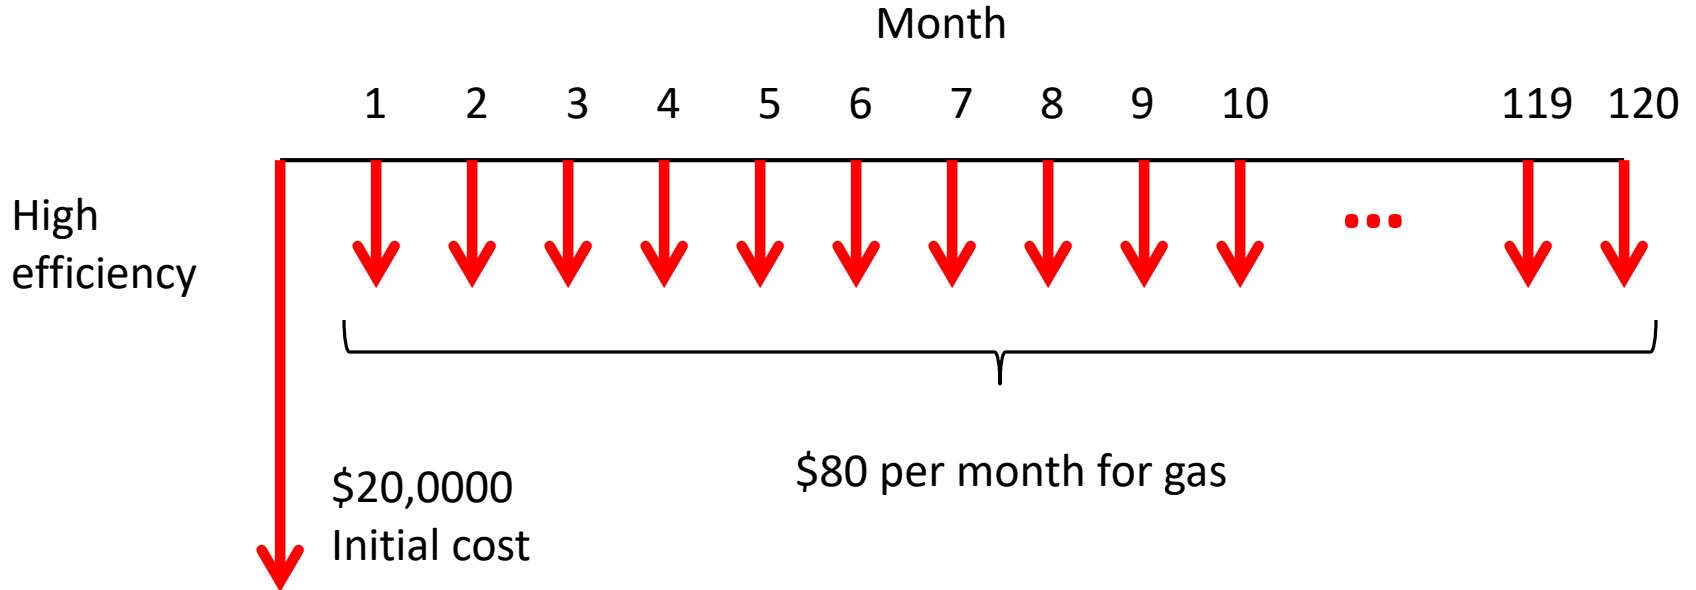 Month
1 2 3 4 5 6 7 8 9 10 ... 119 120
High
efficiency
$20,0000
Initial cost
$80 per month for gas